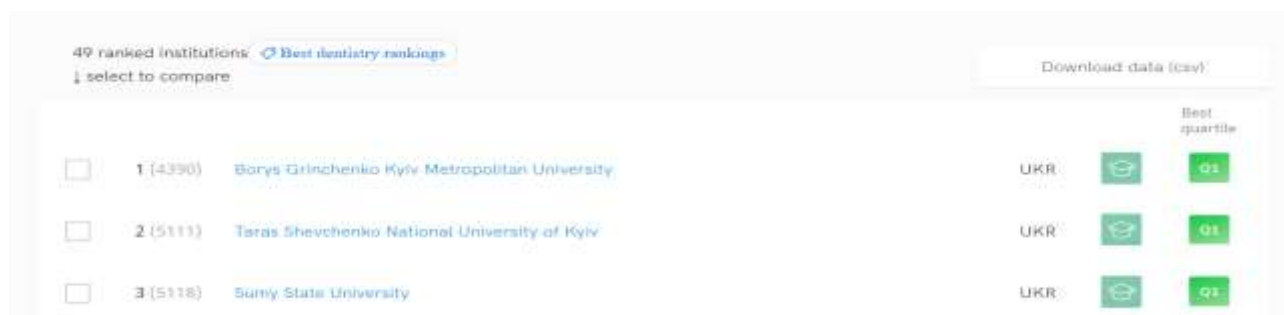 49 ranked institutions Best dentistry rankings
↓ select to compare
Download data (csv)
Best
quartile
1 (4390) Borys Grinchenko Kyiv Metropolitan University UKR Q1
2 (5111) Taras Shevchenko National University of Kyiv UKR Q1
3 (5118) Sumy State University UKR Q1